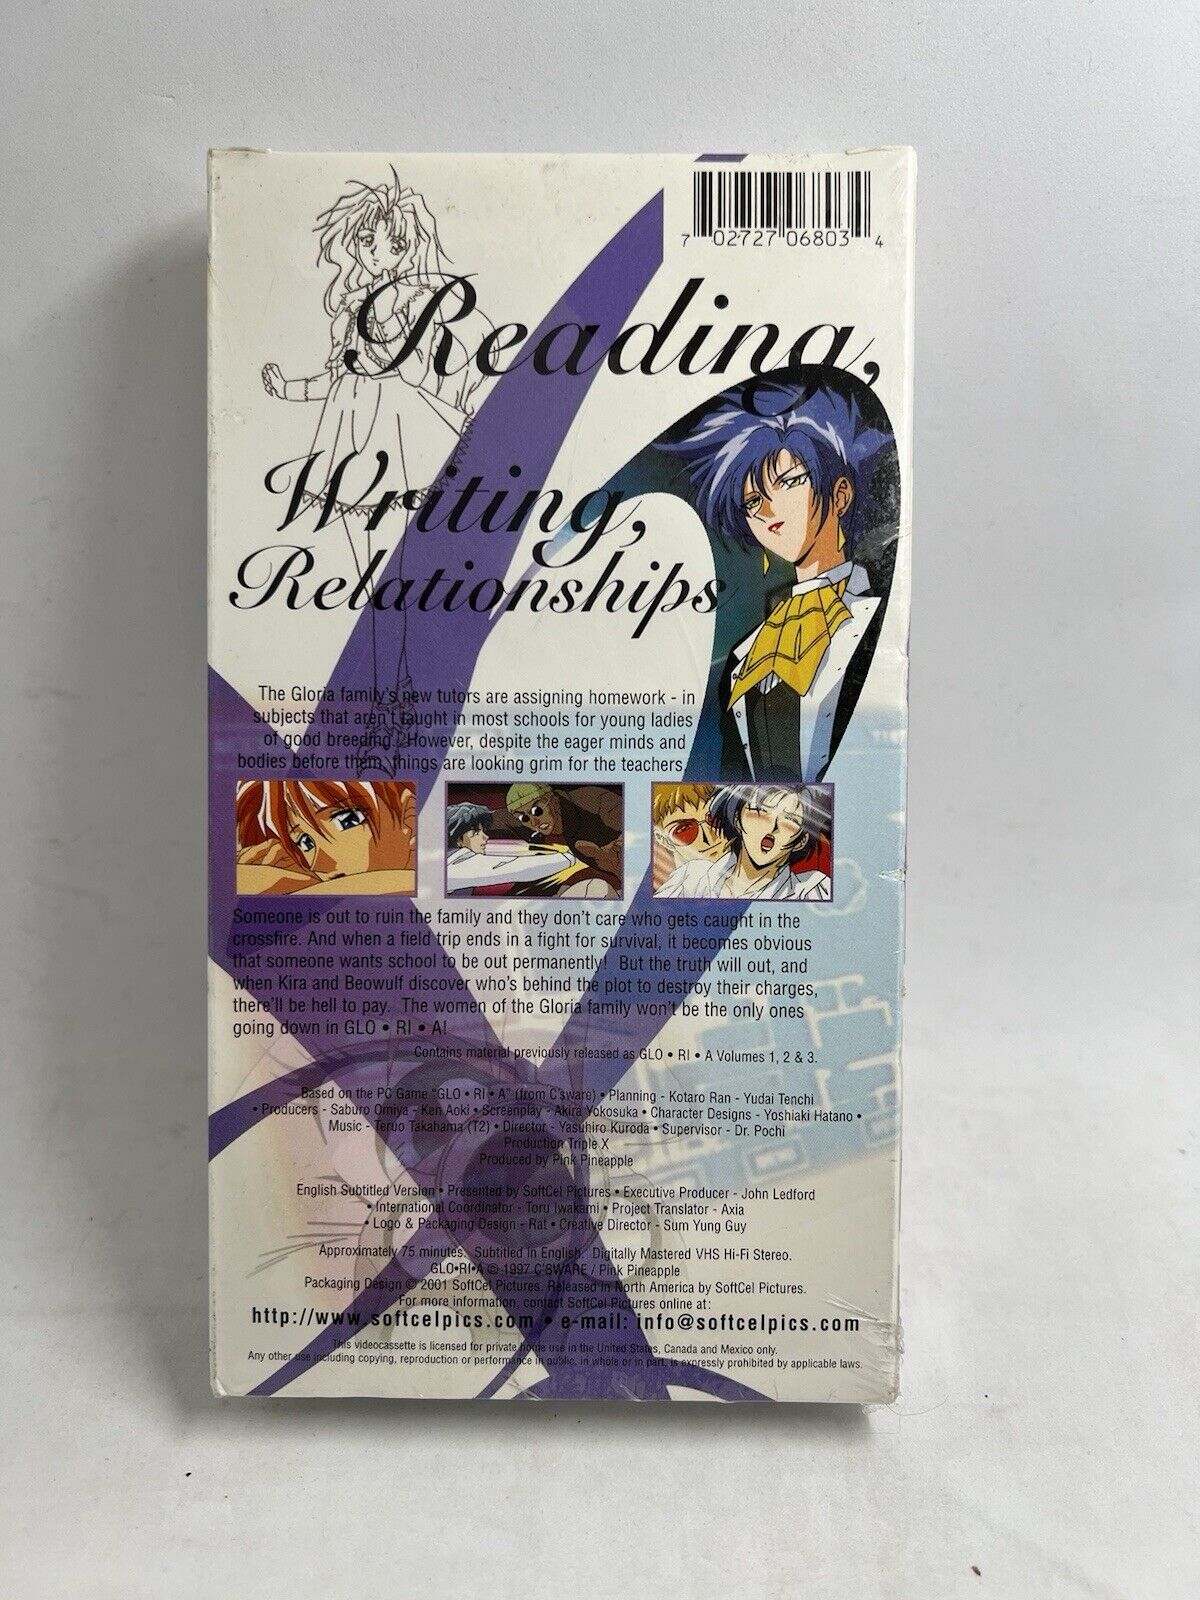 7 02727 06803 4
Reading,
Writing,
Relationships
The Gloria family's new tutors are assigning homework - in
subjects that aren't taught in most schools for young ladies
of good breeding. However, despite the eager minds and
bodies before them, things are looking grim for the teachers.
Someone is out to ruin the family and they don't care who gets caught in the
crossfire. And when a field trip ends in a fight for survival, it becomes obvious
that someone wants school to be out permanently! But the truth will out, and
when Kira and Beowulf discover who's behind the plot to destroy their charges,
there'll be hell to pay. The women of the Gloria family won't be the only ones
going down in GLO • RI • A!
Contains material previously released as GLO • RI • A Volumes 1, 2 & 3.
Based on the PC Game "GLO • RI • A" (from C'sware) • Planning - Kotaro Ran - Yudai Tenchi
• Producers - Saburo Omiya - Ken Aoki • Screenplay - Akira Yokosuka • Character Designs - Yoshiaki Hatano •
Music - Teruo Takahama (T2) • Director - Yasuhiro Kuroda • Supervisor - Dr. Pochi
Production Triple X
Produced by Pink Pineapple
English Subtitled Version • Presented by SoftCel Pictures • Executive Producer - John Ledford
• International Coordinator - Toru Iwakami • Project Translator - Axia
• Logo & Packaging Design - Rat • Creative Director - Sum Yung Guy
Approximately 75 minutes. Subtitled in English. Digitally Mastered VHS Hi-Fi Stereo.
GLO•RI•A © 1997 C'SWARE / Pink Pineapple
Packaging Design © 2001 SoftCel Pictures. Released in North America by SoftCel Pictures.
For more information, contact SoftCel Pictures online at:
http://www.softcelpics.com • e-mail: info@softcelpics.com
This videocassette is licensed for private home use in the United States, Canada and Mexico only.
Any other use including copying, reproduction or performance in public, in whole or in part, is expressly prohibited by applicable laws.